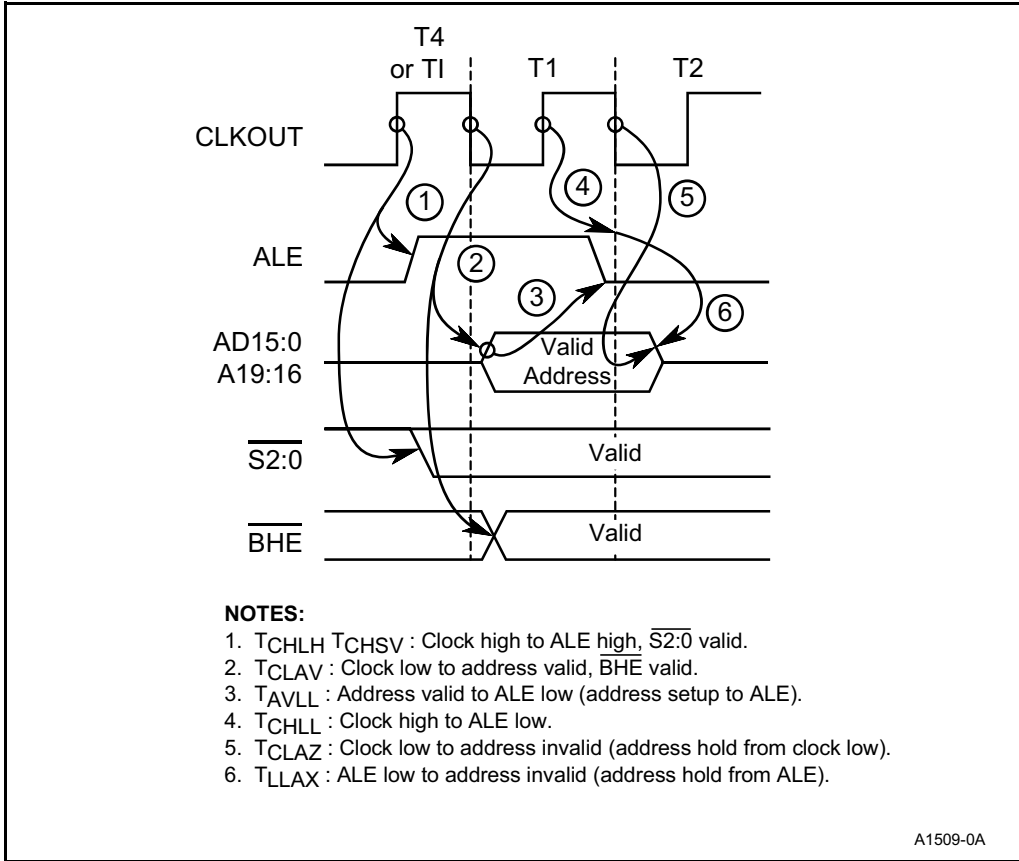 T4
or TI
T1
T2
CLKOUT
1
4
5
ALE
2
3
6
AD15:0
A19:16
Valid
Address
S2:0
Valid
BHE
Valid
NOTES:
1. TCHLH TCHSV : Clock high to ALE high, S2:0 valid.
2. TCLAV : Clock low to address valid, BHE valid.
3. TAVLL : Address valid to ALE low (address setup to ALE).
4. TCHLL : Clock high to ALE low.
5. TCLAZ : Clock low to address invalid (address hold from clock low).
6. TLLAX : ALE low to address invalid (address hold from ALE).
A1509-0A